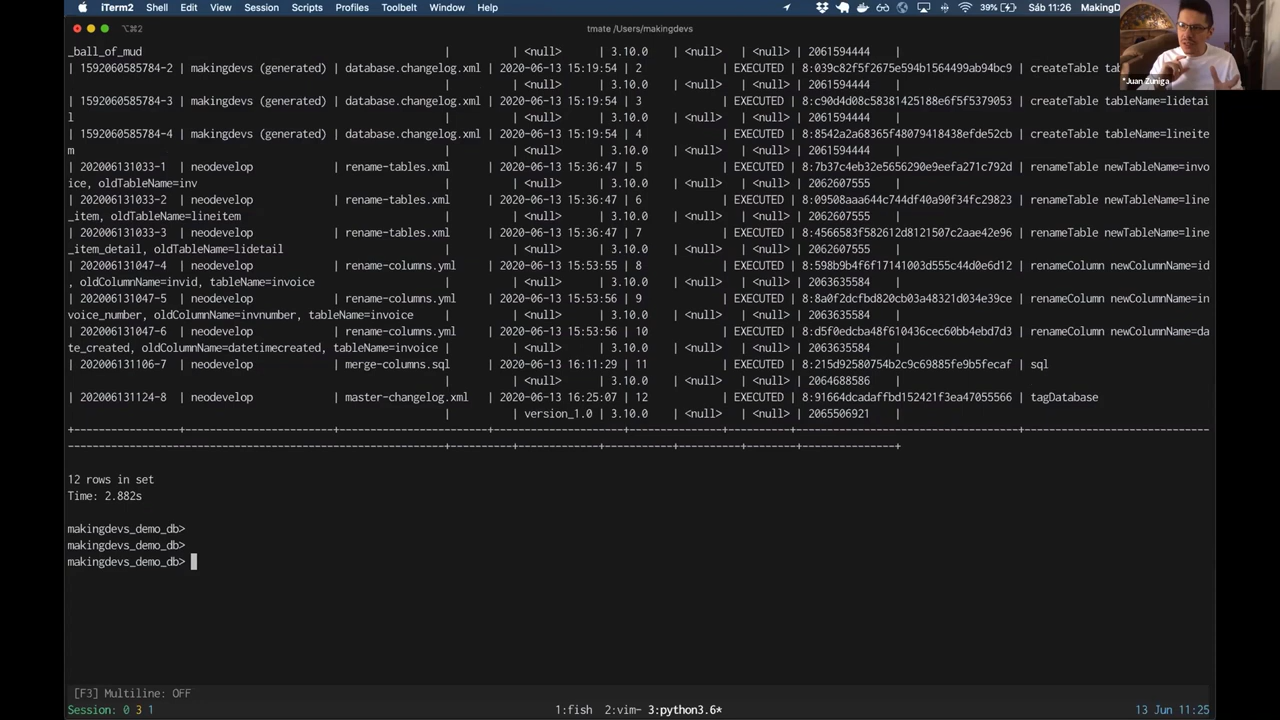 iTerm2 Shell Edit View Session Scripts Profiles Toolbelt Window Help 39% Sáb 11:26 MakingD
⌥⌘2 tmate /Users/makingdevs
_ball_of_mud | | <null> | 3.10.0 | <null> | <null> | 2061594444 |
| 1592060585784-2 | makingdevs (generated) | database.changelog.xml | 2020-06-13 15:19:54 | 2 | EXECUTED | 8:039c82f5f2675e594b1564499ab94bc9 | createTable tab
| | <null> | 3.10.0 | <null> | <null> | 2061594444 |
| 1592060585784-3 | makingdevs (generated) | database.changelog.xml | 2020-06-13 15:19:54 | 3 | EXECUTED | 8:c90d4d08c58381425188e6f5f5379053 | createTable tableName=lidetai
l | | <null> | 3.10.0 | <null> | <null> | 2061594444 |
| 1592060585784-4 | makingdevs (generated) | database.changelog.xml | 2020-06-13 15:19:54 | 4 | EXECUTED | 8:8542a2a68365f48079418438efde52cb | createTable tableName=lineite
m | | <null> | 3.10.0 | <null> | <null> | 2061594444 |
| 202006131033-1 | neodevelop | rename-tables.xml | 2020-06-13 15:36:47 | 5 | EXECUTED | 8:7b37c4eb32e5656290e9eefa271c792d | renameTable newTableName=invo
ice, oldTableName=inv | | <null> | 3.10.0 | <null> | <null> | 2062607555 |
| 202006131033-2 | neodevelop | rename-tables.xml | 2020-06-13 15:36:47 | 6 | EXECUTED | 8:09508aaa644c744df40a90f34fc29823 | renameTable newTableName=line
_item, oldTableName=lineitem | | <null> | 3.10.0 | <null> | <null> | 2062607555 |
| 202006131033-3 | neodevelop | rename-tables.xml | 2020-06-13 15:36:47 | 7 | EXECUTED | 8:4566583f582612d8121507c2aae42e96 | renameTable newTableName=line
_item_detail, oldTableName=lidetail | | <null> | 3.10.0 | <null> | <null> | 2062607555 |
| 202006131047-4 | neodevelop | rename-columns.yml | 2020-06-13 15:53:55 | 8 | EXECUTED | 8:598b9b4f6f17141003d555c44d0e6d12 | renameColumn newColumnName=id
, oldColumnName=invid, tableName=invoice | | <null> | 3.10.0 | <null> | <null> | 2063635584 |
| 202006131047-5 | neodevelop | rename-columns.yml | 2020-06-13 15:53:56 | 9 | EXECUTED | 8:8a0f2dcfbd820cb03a48321d034e39ce | renameColumn newColumnName=in
voice_number, oldColumnName=invnumber, tableName=invoice | | <null> | 3.10.0 | <null> | <null> | 2063635584 |
| 202006131047-6 | neodevelop | rename-columns.yml | 2020-06-13 15:53:56 | 10 | EXECUTED | 8:d5f0edcba48f610436cec60bb4ebd7d3 | renameColumn newColumnName=da
te_created, oldColumnName=datetimecreated, tableName=invoice | | <null> | 3.10.0 | <null> | <null> | 2063635584 |
| 202006131106-7 | neodevelop | merge-columns.sql | 2020-06-13 16:11:29 | 11 | EXECUTED | 8:215d9280580754b2c9c69885fe9b5fecaf | sql
| | <null> | 3.10.0 | <null> | <null> | 2064688586 |
| 202006131124-8 | neodevelop | master-changelog.xml | 2020-06-13 16:25:07 | 12 | EXECUTED | 8:91664dcadaffbd152421f3ea47055566 | tagDatabase
| | version_1.0 | 3.10.0 | <null> | <null> | 2065506921 |
12 rows in set
Time: 2.882s
makingdevs_demo_db>
makingdevs_demo_db>
makingdevs_demo_db>
[F3] Multiline: OFF
Session: 0 3 1 1:fish 2:vim- 3:python3.6* 13 Jun 11:25
Juan Zuniga